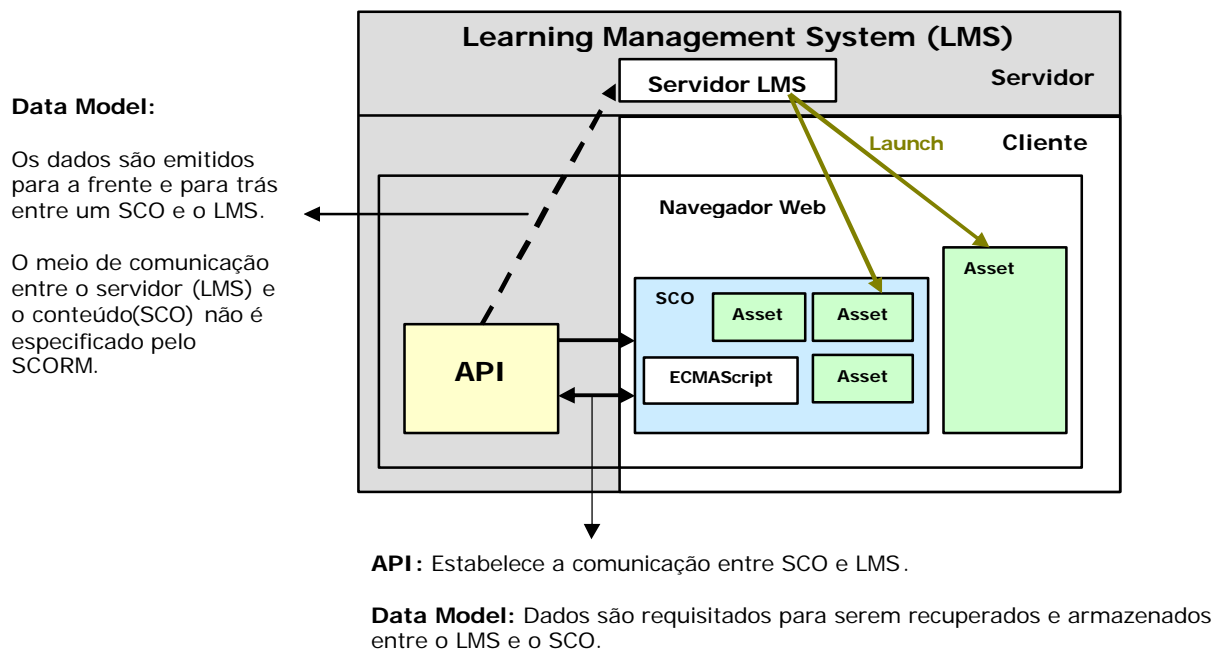 Learning Management System (LMS)
Servidor LMS
Servidor
Data Model:
Os dados são emitidos
para a frente e para trás
entre um SCO e o LMS.
O meio de comunicação
entre o servidor (LMS) e
o conteúdo(SCO) não é
especificado pelo
SCORM.
Launch
Cliente
Navegador Web
Asset
SCO
Asset
Asset
API
ECMAScript
Asset
API: Estabelece a comunicação entre SCO e LMS.
Data Model: Dados são requisitados para serem recuperados e armazenados
entre o LMS e o SCO.